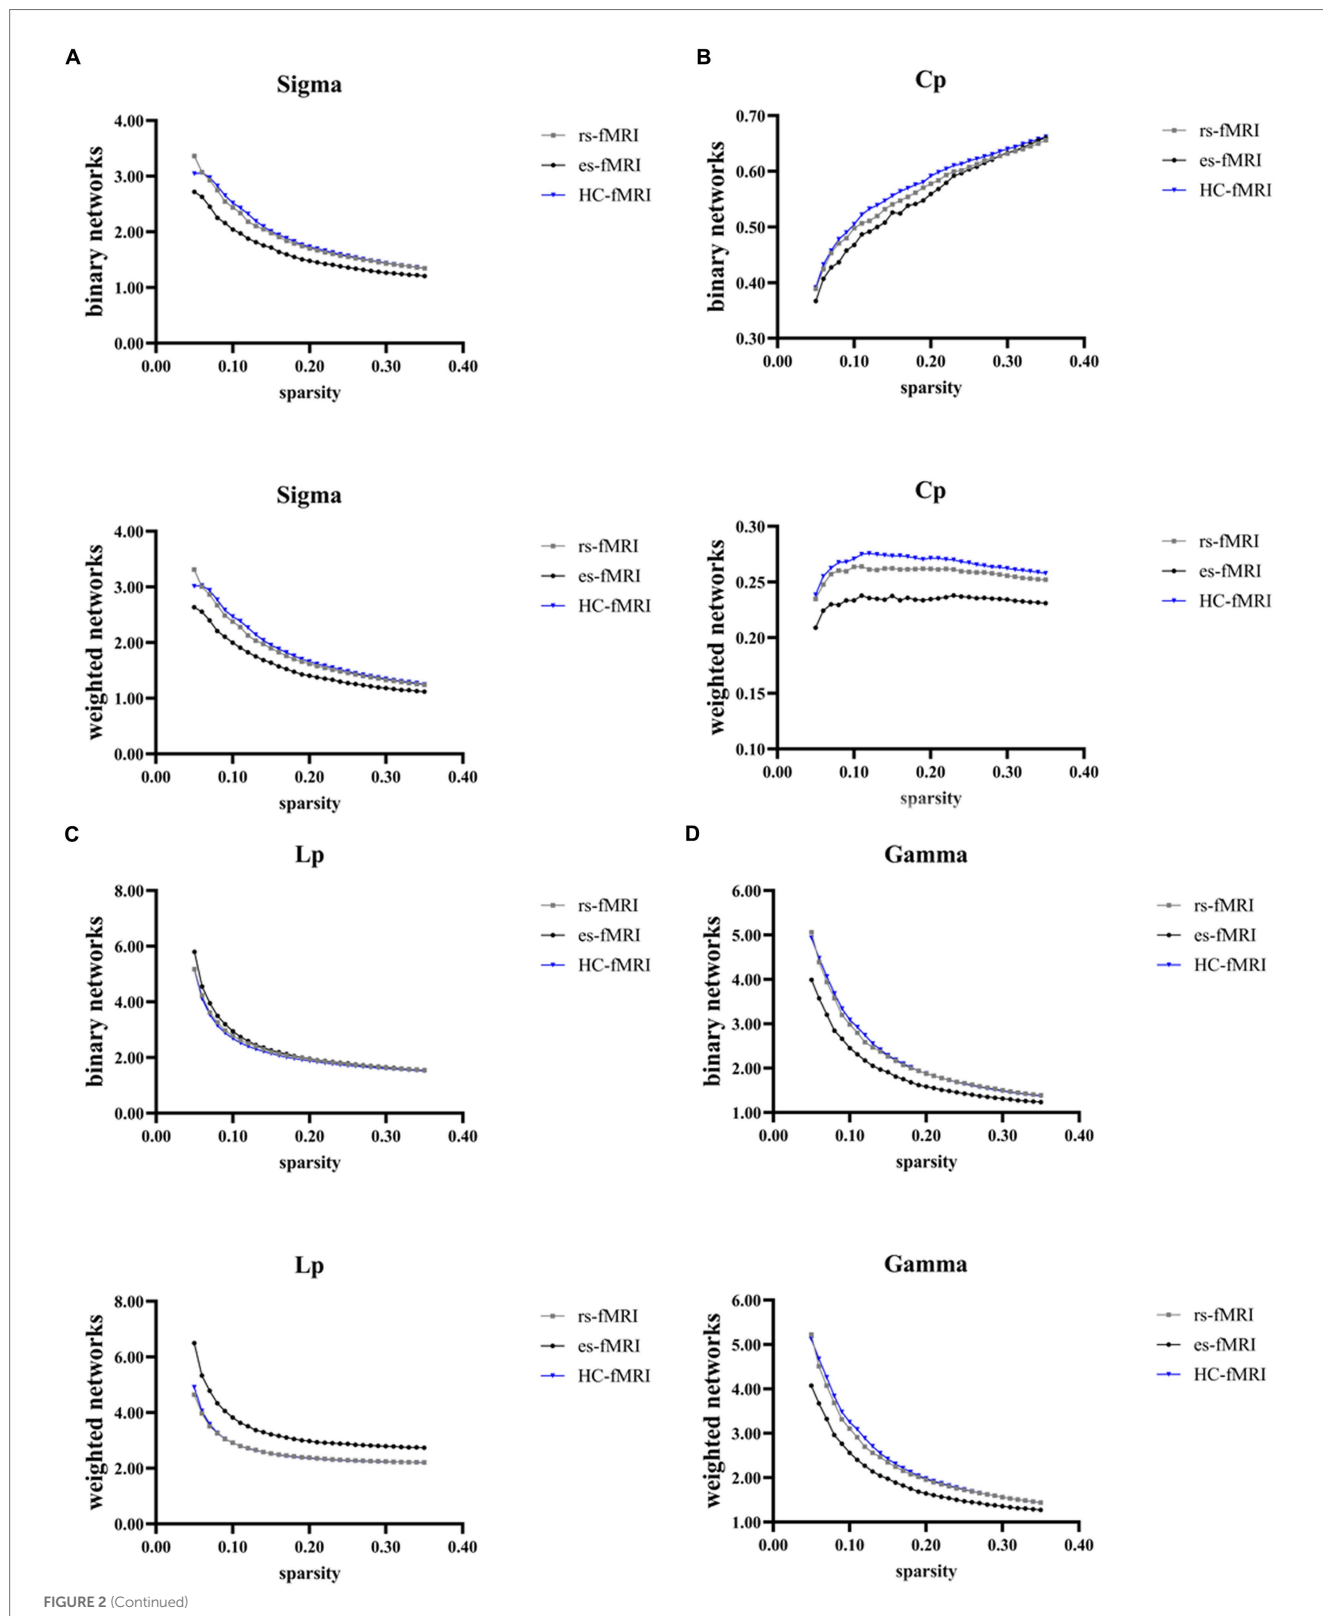 A
Sigma
binary networks
4.00
3.00
2.00
1.00
0.00
0.00 0.10 0.20 0.30 0.40
sparsity
rs-fMRI
es-fMRI
HC-fMRI
B
Cp
binary networks
0.70
0.60
0.50
0.40
0.30
0.00 0.10 0.20 0.30 0.40
sparsity
rs-fMRI
es-fMRI
HC-fMRI
Sigma
weighted networks
4.00
3.00
2.00
1.00
0.00
0.00 0.10 0.20 0.30 0.40
sparsity
rs-fMRI
es-fMRI
HC-fMRI
Cp
weighted networks
0.30
0.25
0.20
0.15
0.10
0.00 0.10 0.20 0.30 0.40
sparsity
rs-fMRI
es-fMRI
HC-fMRI
C
Lp
binary networks
8.00
6.00
4.00
2.00
0.00
0.00 0.10 0.20 0.30 0.40
sparsity
rs-fMRI
es-fMRI
HC-fMRI
D
Gamma
binary networks
6.00
5.00
4.00
3.00
2.00
1.00
0.00 0.10 0.20 0.30 0.40
sparsity
rs-fMRI
es-fMRI
HC-fMRI
Lp
weighted networks
8.00
6.00
4.00
2.00
0.00
0.00 0.10 0.20 0.30 0.40
sparsity
rs-fMRI
es-fMRI
HC-fMRI
Gamma
weighted networks
6.00
5.00
4.00
3.00
2.00
1.00
0.00 0.10 0.20 0.30 0.40
sparsity
rs-fMRI
es-fMRI
HC-fMRI
FIGURE 2 (Continued)